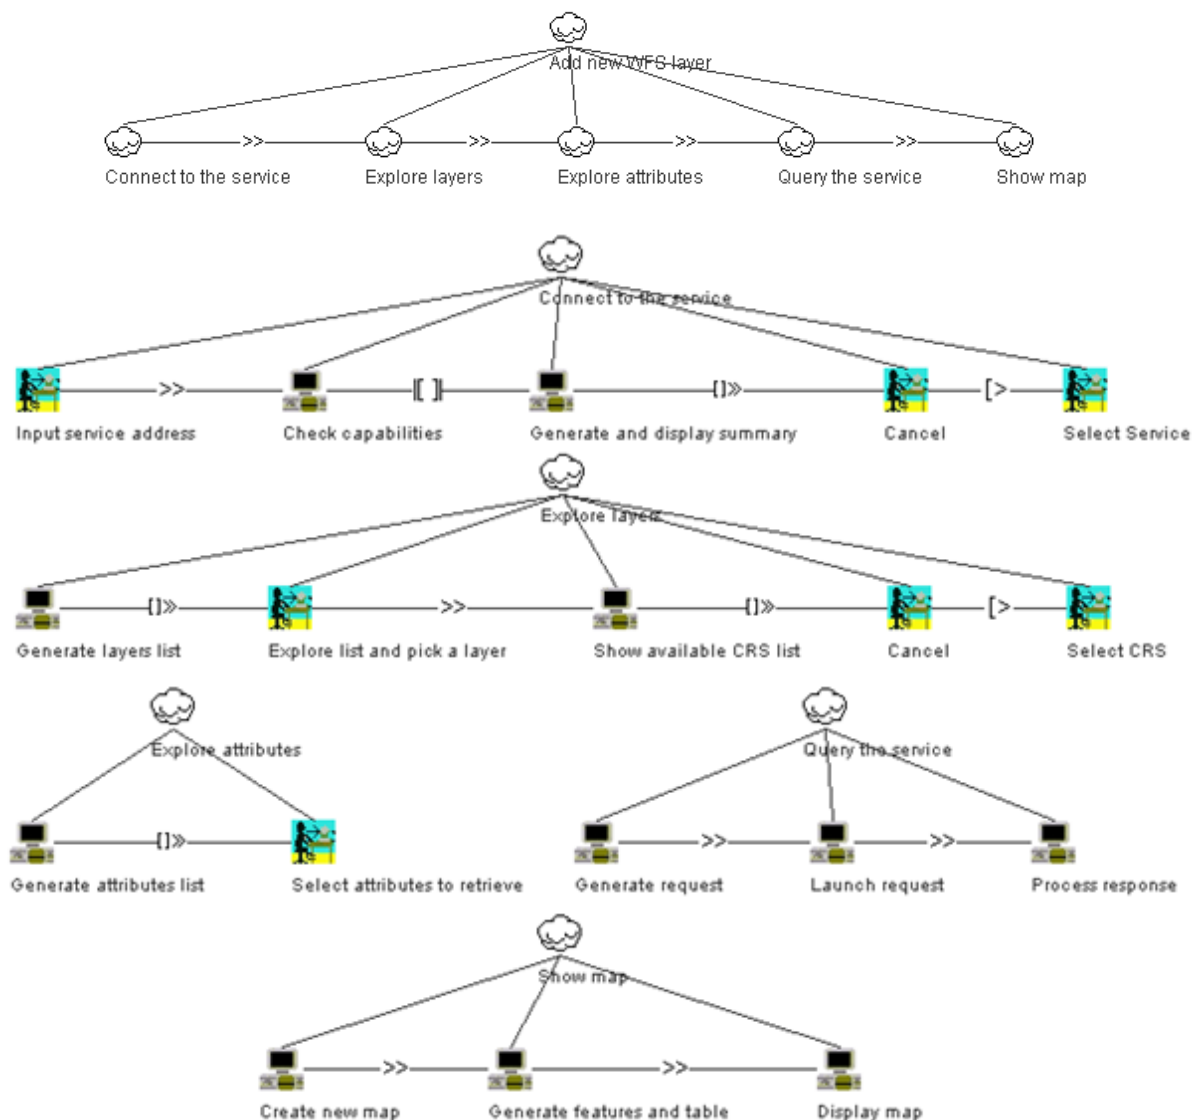 Add new WFS layer
>> >> >> >>
Connect to the service Explore layers Explore attributes Query the service Show map
Connect to the service
>> |[ ]| []>> [>
Input service address Check capabilities Generate and display summary Cancel Select Service
Explore layers
[]>> >> []>> [>
Generate layers list Explore list and pick a layer Show available CRS list Cancel Select CRS
Explore attributes Query the service
[]>> >> >>
Generate attributes list Select attributes to retrieve Generate request Launch request Process response
Show map
>> >>
Create new map Generate features and table Display map